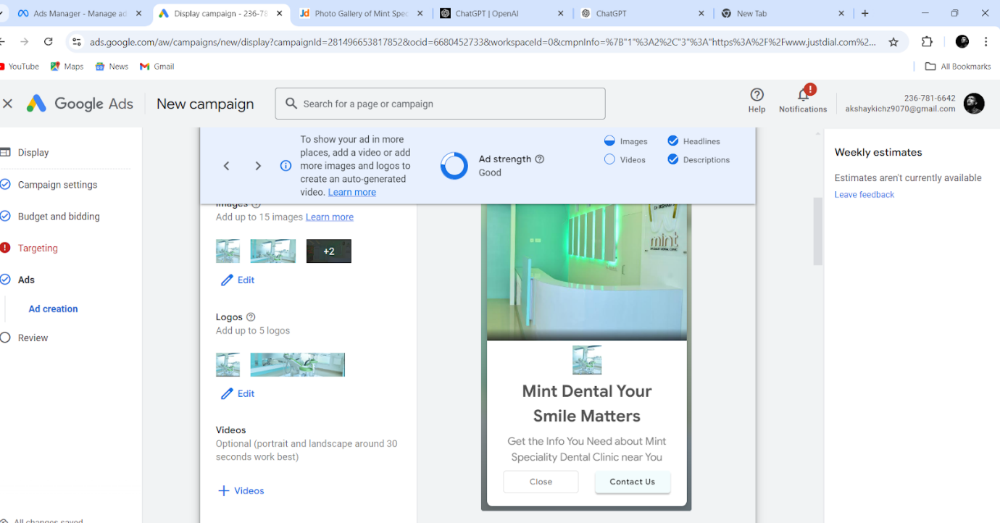 Ads Manager - Manage ad
Display campaign - 236-78
Photo Gallery of Mint Spec
ChatGPT | OpenAI
ChatGPT
New Tab
ads.google.com/aw/campaigns/new/display?campaignId=281496653817852&ocid=6680452733&workspaceId=0&cmpnInfo=%7B"1"%3A2%2C"3"%3A"https%3A%2F%2Fwww.justdial.com%2...
YouTube
Maps
News
Gmail
All Bookmarks
Google Ads
New campaign
Search for a page or campaign
Help
Notifications
236-781-6642
akshaykichz9070@gmail.com
Display
Campaign settings
Budget and bidding
Targeting
Ads
Ad creation
Review
All changes saved
To show your ad in more
places, add a video or add
more images and logos to
create an auto-generated
video. Learn more
Ad strength
Good
Images
Headlines
Videos
Descriptions
Images
Add up to 15 images Learn more
+2
Edit
Logos
Add up to 5 logos
Edit
Videos
Optional (portrait and landscape around 30
seconds work best)
+ Videos
mint
Mint Dental Your
Smile Matters
Get the Info You Need about Mint
Speciality Dental Clinic near You
Close
Contact Us
Weekly estimates
Estimates aren't currently available
Leave feedback